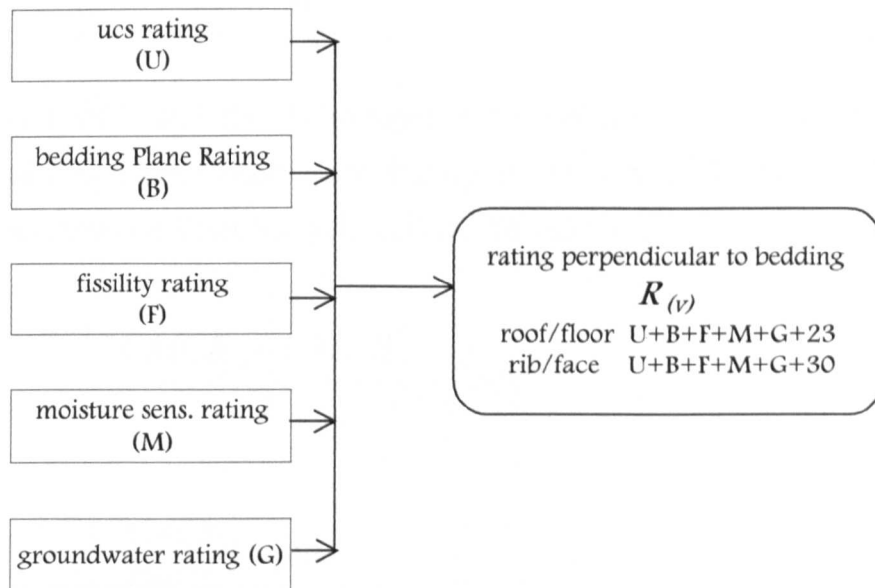 ucs rating
(U)
bedding Plane Rating
(B)
fissility rating
(F)
moisture sens. rating
(M)
groundwater rating (G)
rating perpendicular to bedding
R (v)
roof/floor U+B+F+M+G+23
rib/face U+B+F+M+G+30